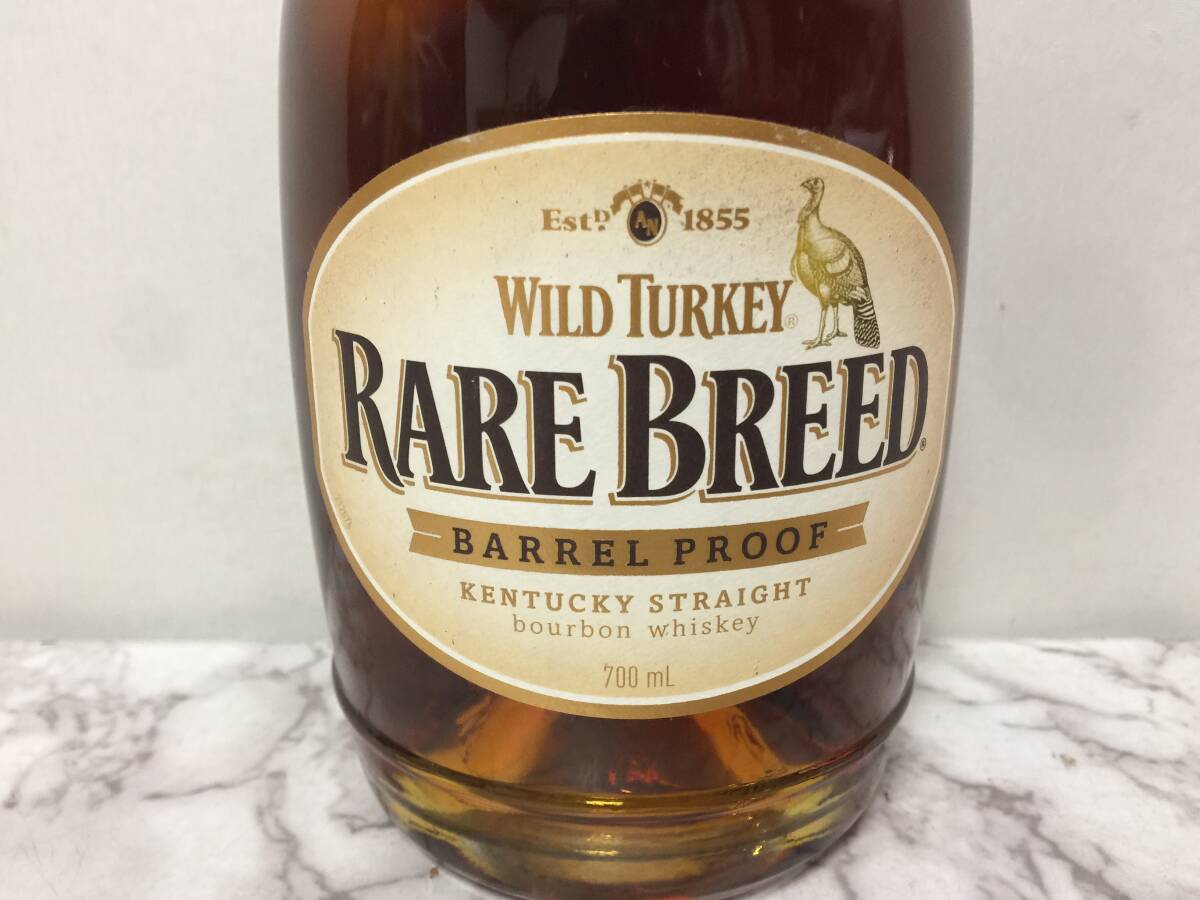 Estᴰ. AN 1855
WILD TURKEY®
RARE BREED®
BARREL PROOF
KENTUCKY STRAIGHT
bourbon whiskey
700 mL